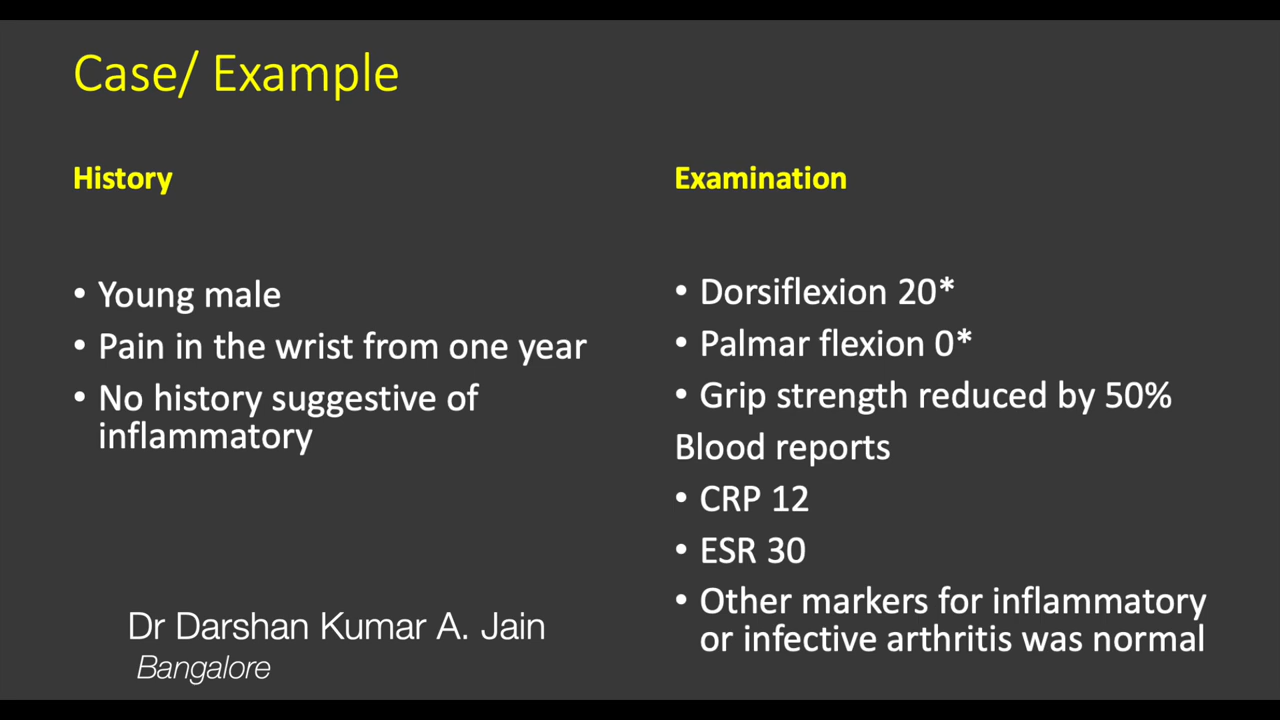 Case/ Example
History
• Young male
• Pain in the wrist from one year
• No history suggestive of
inflammatory
Examination
• Dorsiflexion 20*
• Palmar flexion 0*
• Grip strength reduced by 50%
Blood reports
• CRP 12
• ESR 30
• Other markers for inflammatory
or infective arthritis was normal
Dr Darshan Kumar A. Jain
Bangalore